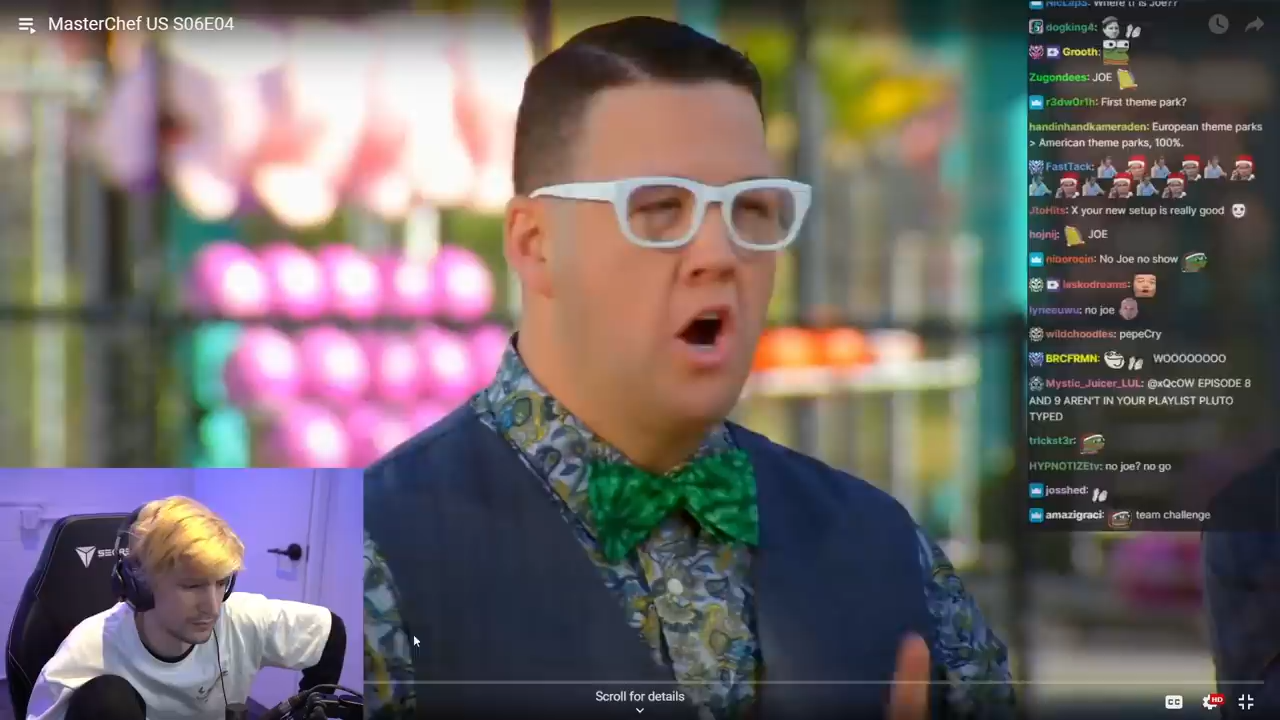 MasterChef US S06E04
dogking4:
Grooth:
Zugondees: JOE
r3dw0r1h: First theme park?
handinhandkameraden: European theme parks
> American theme parks, 100%.
FastTack:
JtoHits: X your new setup is really good
hojnij: JOE
No Joe no show
leskodreams:
no joe
wildchoodles: pepeCry
BRCFRMN: WOOOOOOOO
Mystic_Juicer_LUL: @xQcOW EPISODE 8
AND 9 AREN'T IN YOUR PLAYLIST PLUTO
TYPED
trickst3r:
HYPNOTIZEtv: no joe? no go
josshed:
amazigraci: team challenge
Scroll for details
CC
HD